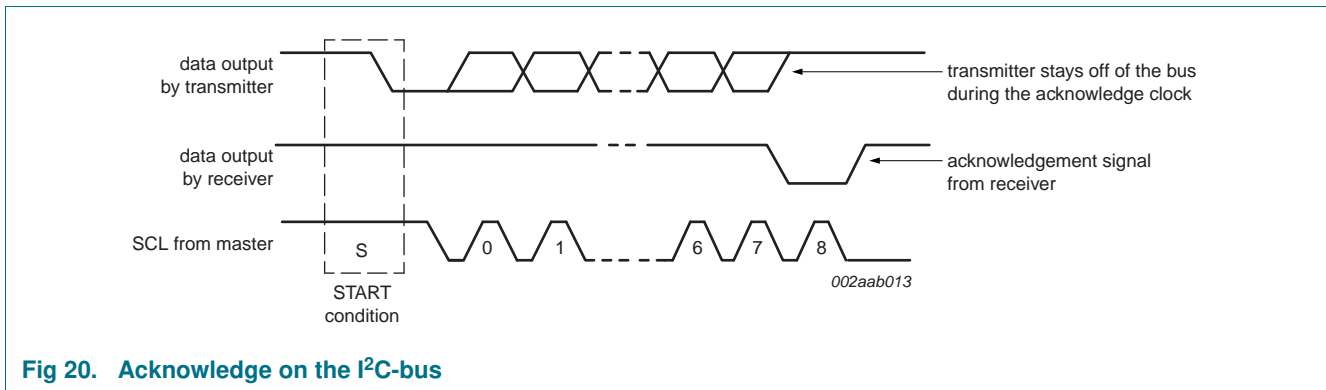 data output
by transmitter
transmitter stays off of the bus
during the acknowledge clock
data output
by receiver
acknowledgement signal
from receiver
SCL from master
S
0
1
6
7
8
002aab013
START
condition
Fig 20. Acknowledge on the I²C-bus